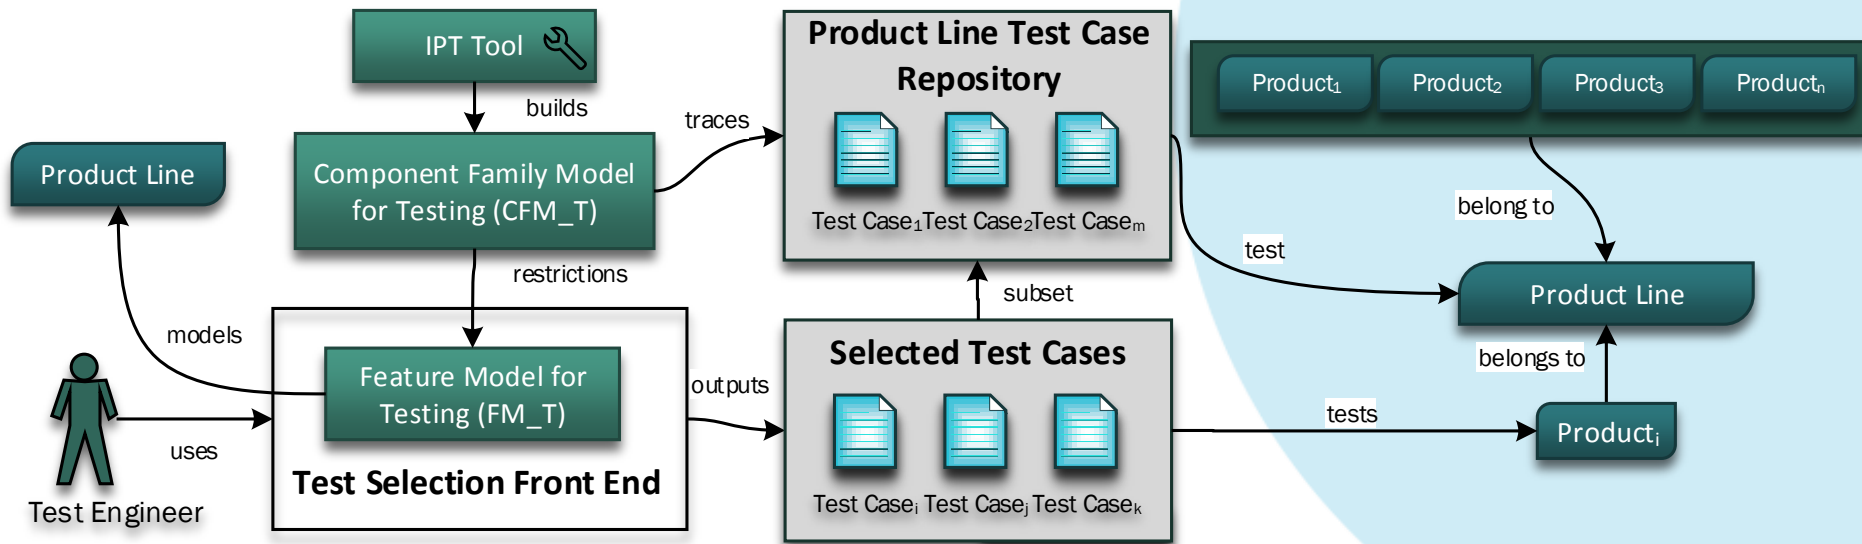 IPT Tool
builds
Component Family Model
for Testing (CFM_T)
traces
restrictions
Product Line
models
Feature Model for
Testing (FM_T)
Test Selection Front End
uses
Test Engineer
outputs
Product Line Test Case
Repository
Test Case₁ Test Case₂ Test Caseₘ
subset
Selected Test Cases
Test Caseᵢ Test Caseⱼ Test Caseₖ
Product₁ Product₂ Product₃ Productₙ
belong to
test
Product Line
belongs to
tests
Productᵢ